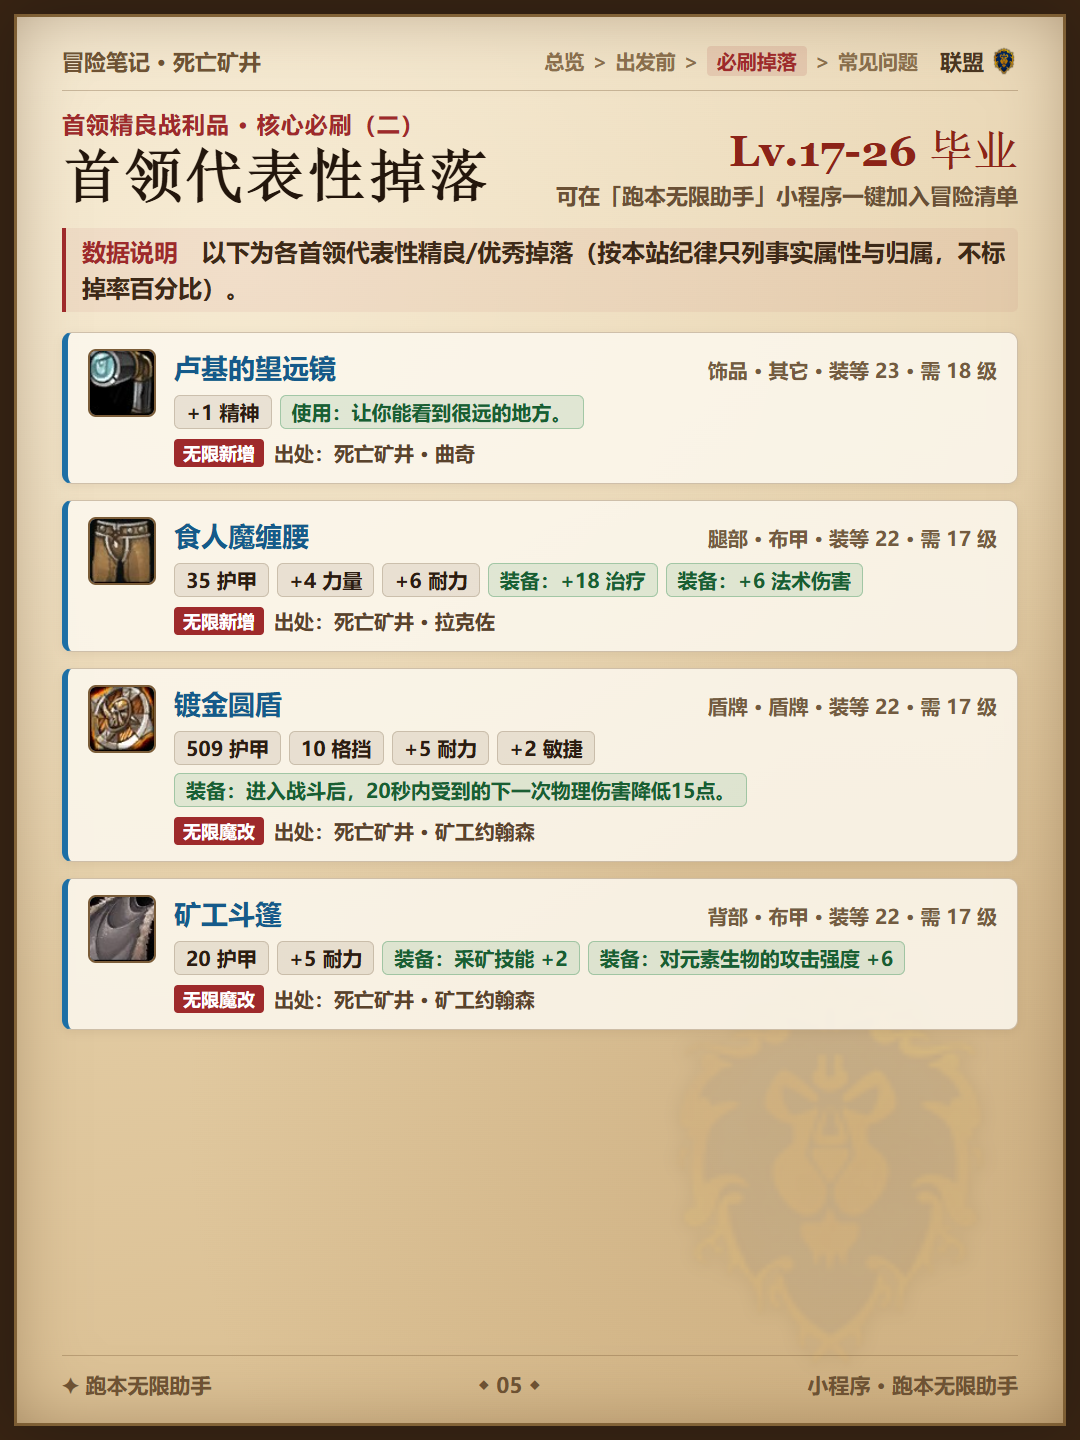 冒险笔记 • 死亡矿井
总览 > 出发前 > 必刷掉落 > 常见问题 联盟
首领精良战利品 • 核心必刷（二）
首领代表性掉落
Lv.17-26 毕业
可在「跑本无限助手」小程序一键加入冒险清单
数据说明 以下为各首领代表性精良/优秀掉落（按本站纪律只列事实属性与归属，不标
掉率百分比）。
卢基的望远镜
饰品 • 其它 • 装等 23 • 需 18 级
+1 精神 使用：让你能看到很远的地方。
无限新增 出处：死亡矿井 • 曲奇
食人魔缠腰
腿部 • 布甲 • 装等 22 • 需 17 级
35 护甲 +4 力量 +6 耐力 装备：+18 治疗 装备：+6 法术伤害
无限新增 出处：死亡矿井 • 拉克佐
镀金圆盾
盾牌 • 盾牌 • 装等 22 • 需 17 级
509 护甲 10 格挡 +5 耐力 +2 敏捷
装备：进入战斗后，20秒内受到的下一次物理伤害降低15点。
无限魔改 出处：死亡矿井 • 矿工约翰森
矿工斗篷
背部 • 布甲 • 装等 22 • 需 17 级
20 护甲 +5 耐力 装备：采矿技能 +2 装备：对元素生物的攻击强度 +6
无限魔改 出处：死亡矿井 • 矿工约翰森
✦ 跑本无限助手
◆ 05 ◆
小程序 • 跑本无限助手